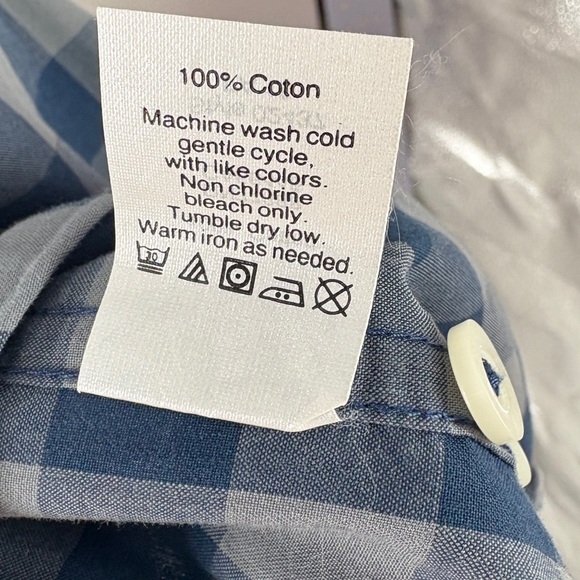 100% Coton
Machine wash cold
gentle cycle,
with like colors.
Non chlorine
bleach only.
Tumble dry low.
Warm iron as needed.
30